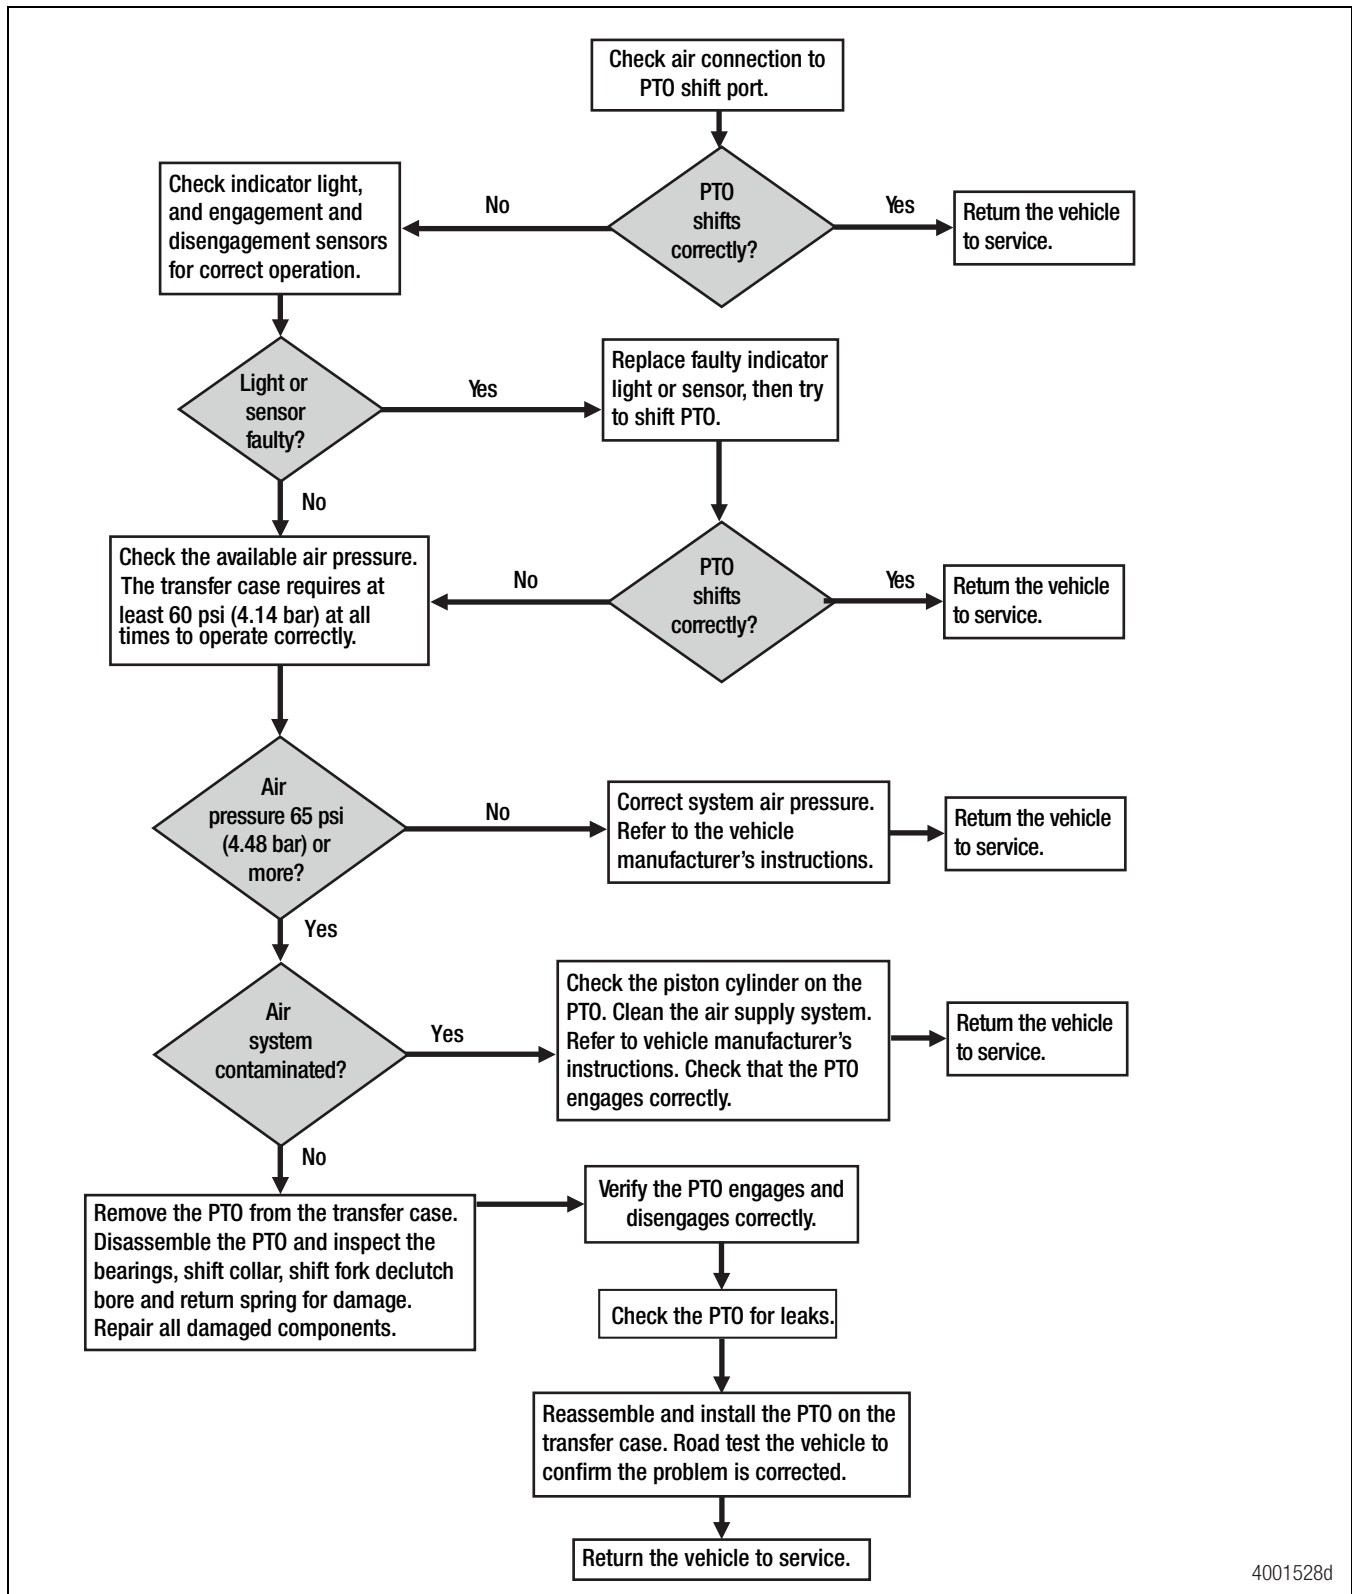 Check air connection to
PTO shift port.
PTO
shifts
correctly?
No
Yes
Check indicator light,
and engagement and
disengagement sensors
for correct operation.
Return the vehicle
to service.
Light or
sensor
faulty?
Yes
Replace faulty indicator
light or sensor, then try
to shift PTO.
No
Check the available air pressure.
The transfer case requires at
least 60 psi (4.14 bar) at all
times to operate correctly.
No
PTO
shifts
correctly?
Yes
Return the vehicle
to service.
Air
pressure 65 psi
(4.48 bar) or
more?
No
Correct system air pressure.
Refer to the vehicle
manufacturer’s instructions.
Return the vehicle
to service.
Yes
Air
system
contaminated?
Yes
Check the piston cylinder on the
PTO. Clean the air supply system.
Refer to vehicle manufacturer’s
instructions. Check that the PTO
engages correctly.
Return the vehicle
to service.
No
Remove the PTO from the transfer case.
Disassemble the PTO and inspect the
bearings, shift collar, shift fork declutch
bore and return spring for damage.
Repair all damaged components.
Verify the PTO engages and
disengages correctly.
Check the PTO for leaks.
Reassemble and install the PTO on the
transfer case. Road test the vehicle to
confirm the problem is corrected.
Return the vehicle to service.
4001528d